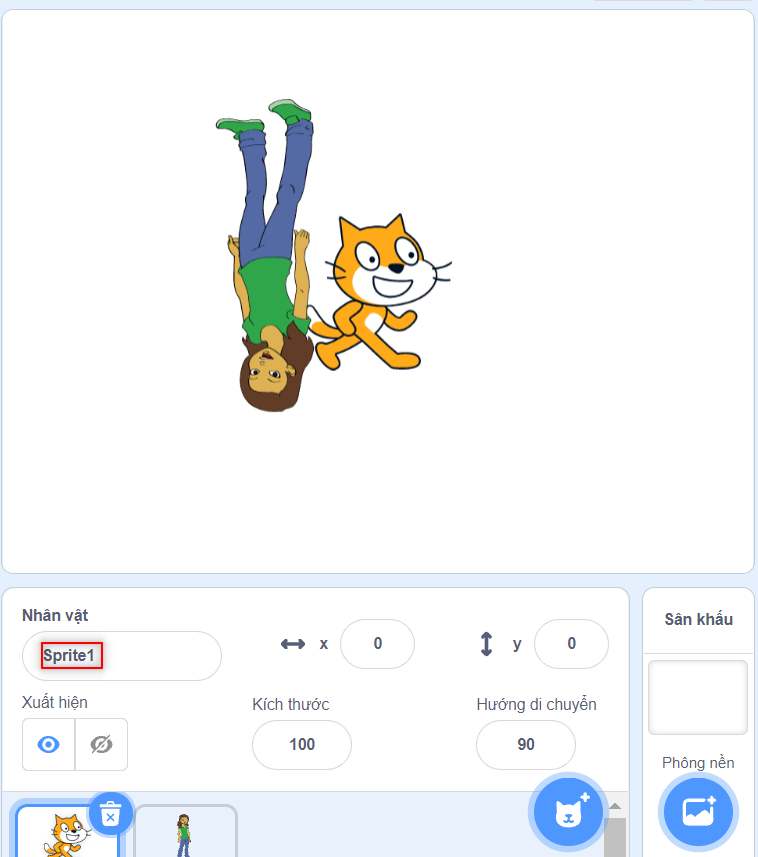 Nhân vật
Sprite1
x
0
y
0
Sân khấu
Xuất hiện
Kích thước
100
Hướng di chuyển
90
Phông nền